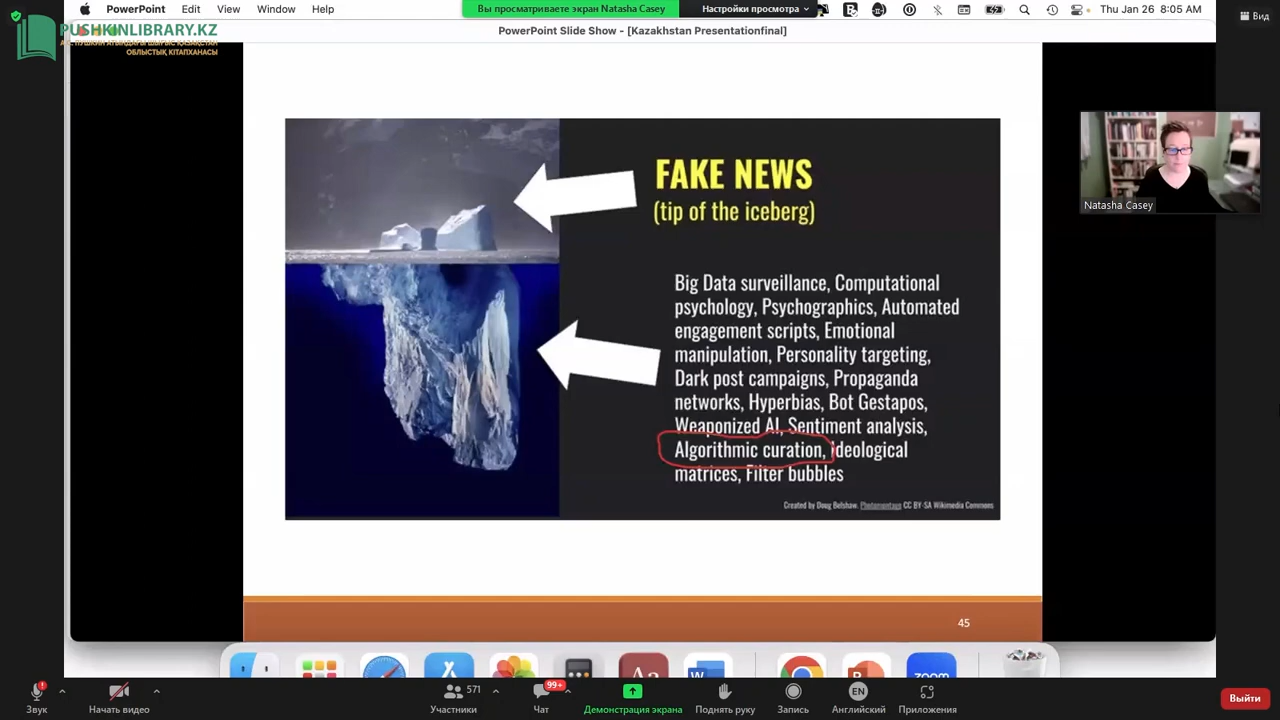 PowerPoint Edit View Window Help
Вы просматриваете экран Natasha Casey
Настройки просмотра
Thu Jan 26 8:05 AM
Вид
PUSHKINLIBRARY.KZ
ОБЛЫСТЫҚ КІТАПХАНАСЫ
PowerPoint Slide Show - [Kazakhstan Presentationfinal]
FAKE NEWS
(tip of the iceberg)
Natasha Casey
Big Data surveillance, Computational
psychology, Psychographics, Automated
engagement scripts, Emotional
manipulation, Personality targeting,
Dark post campaigns, Propaganda
networks, Hyperbias, Bot Gestapos,
Weaponized AI, Sentiment analysis,
Algorithmic curation, Ideological
matrices, Filter bubbles
Created by Doug Belshaw. Photomontage CC BY-SA Wikimedia Commons
45
Aa
W
P
zoom
571
99+
EN
Звук
Начать видео
Участники
Чат
Демонстрация экрана
Поднять руку
Запись
Английский
Приложения
Выйти